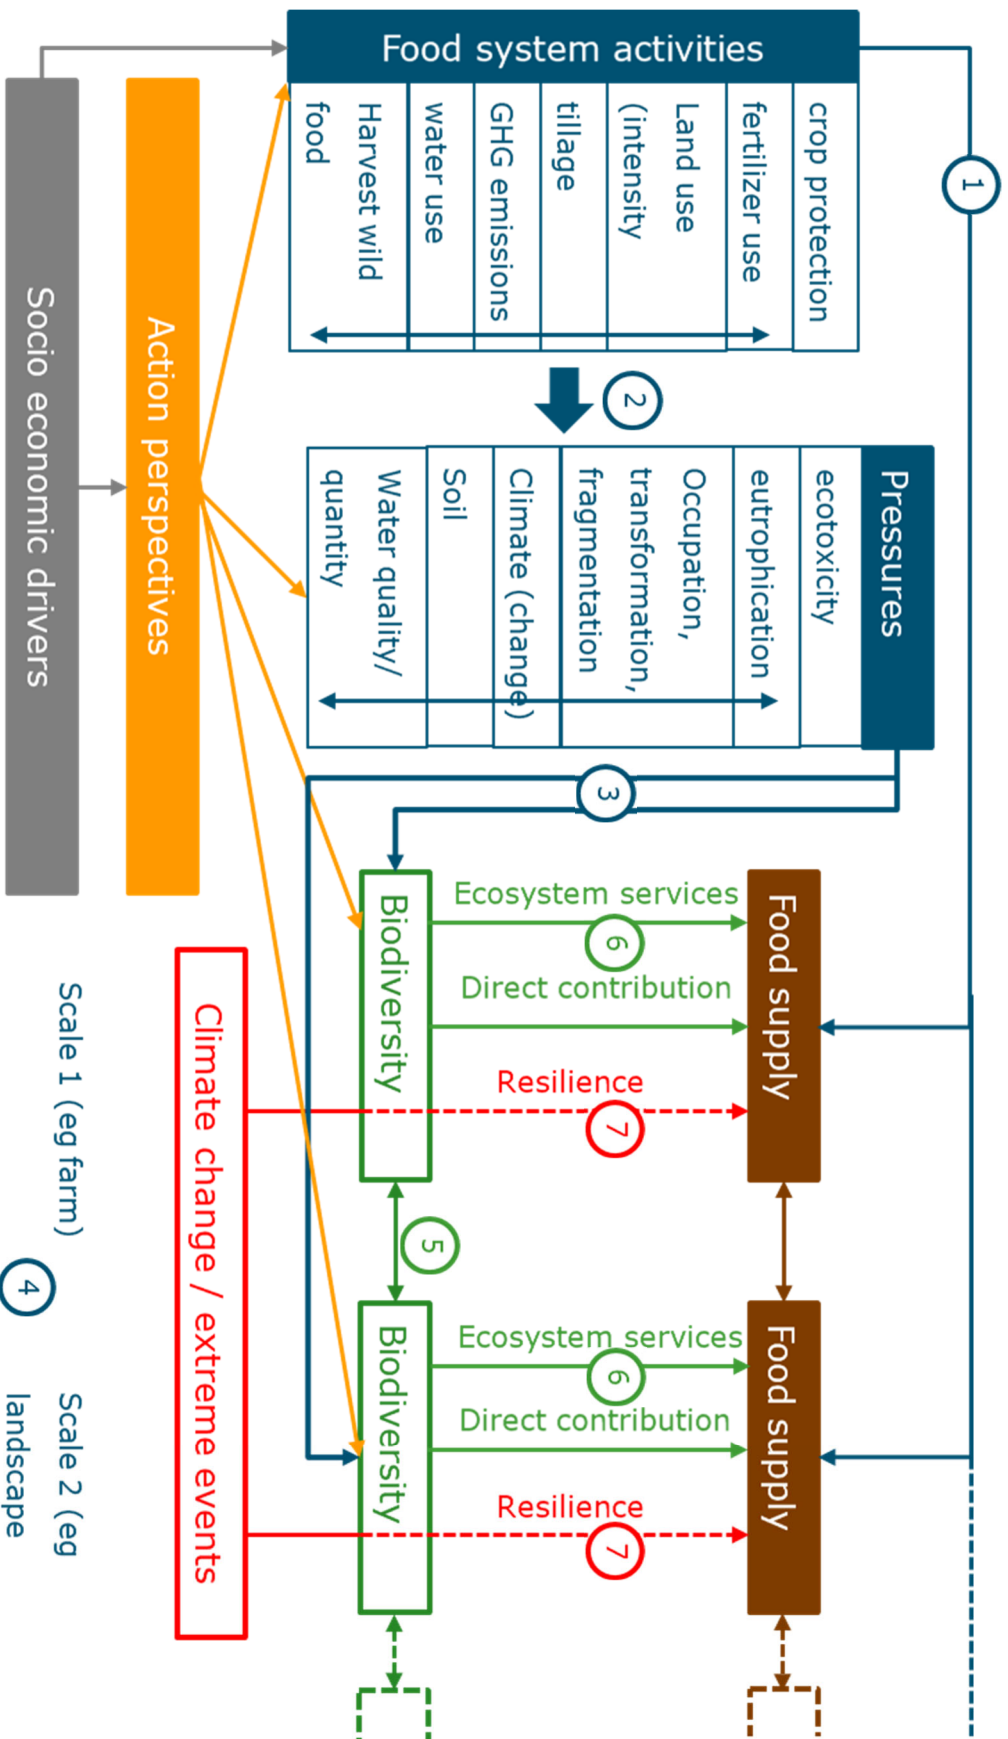 Food system activities
crop protection
fertilizer use
Land use
(intensity
tillage
GHG emissions
water use
Harvest wild
food
1
2
Pressures
ecotoxicity
eutrophication
Occupation,
transformation,
fragmentation
Climate (change)
Soil
Water quality/
quantity
3
Socio economic drivers
Action perspectives
Food supply
Ecosystem services
6
Direct contribution
Resilience
7
Biodiversity
5
Food supply
Ecosystem services
6
Direct contribution
Resilience
7
Biodiversity
Climate change / extreme events
Scale 1 (eg farm)
4
Scale 2 (eg
landscape